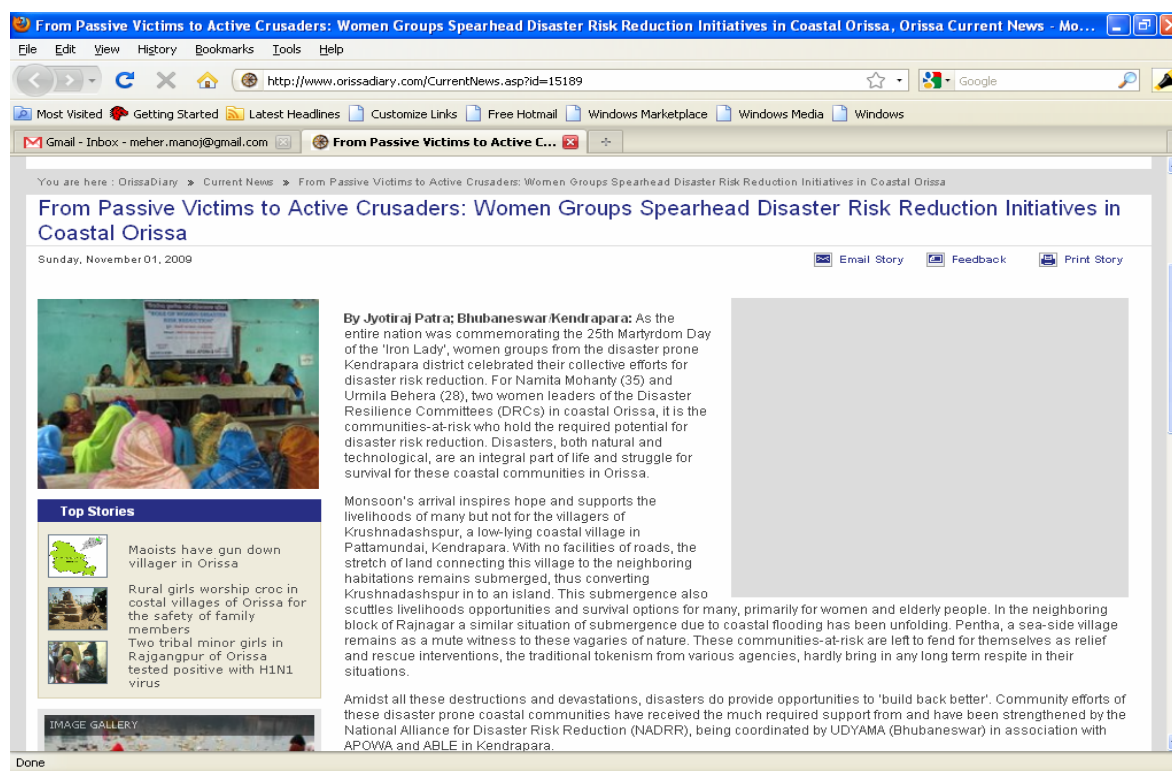 From Passive Victims to Active Crusaders: Women Groups Spearhead Disaster Risk Reduction Initiatives in Coastal Orissa, Orissa Current News - Mo...
File Edit View History Bookmarks Tools Help
http://www.orissadiary.com/CurrentNews.asp?id=15189
Google
Most Visited Getting Started Latest Headlines Customize Links Free Hotmail Windows Marketplace Windows Media Windows
Gmail - Inbox - meher.manoj@gmail.com From Passive Victims to Active C...
You are here : OrissaDiary » Current News » From Passive Victims to Active Crusaders: Women Groups Spearhead Disaster Risk Reduction Initiatives in Coastal Orissa
From Passive Victims to Active Crusaders: Women Groups Spearhead Disaster Risk Reduction Initiatives in
Coastal Orissa
Sunday, November 01, 2009
Email Story Feedback Print Story
By Jyotiraj Patra; Bhubaneswar/Kendrapara: As the
entire nation was commemorating the 25th Martyrdom Day
of the 'Iron Lady', women groups from the disaster prone
Kendrapara district celebrated their collective efforts for
disaster risk reduction. For Namita Mohanty (35) and
Urmila Behera (28), two women leaders of the Disaster
Resilience Committees (DRCs) in coastal Orissa, it is the
communities-at-risk who hold the required potential for
disaster risk reduction. Disasters, both natural and
technological, are an integral part of life and struggle for
survival for these coastal communities in Orissa.
Monsoon's arrival inspires hope and supports the
livelihoods of many but not for the villagers of
Krushnadashspur, a low-lying coastal village in
Pattamundai, Kendrapara. With no facilities of roads, the
stretch of land connecting this village to the neighboring
habitations remains submerged, thus converting
Krushnadashspur in to an island. This submergence also
scuttles livelihoods opportunities and survival options for many, primarily for women and elderly people. In the neighboring
block of Rajnagar a similar situation of submergence due to coastal flooding has been unfolding. Pentha, a sea-side village
remains as a mute witness to these vagaries of nature. These communities-at-risk are left to fend for themselves as relief
and rescue interventions, the traditional tokenism from various agencies, hardly bring in any long term respite in their
situations.
Amidst all these destructions and devastations, disasters do provide opportunities to 'build back better'. Community efforts of
these disaster prone coastal communities have received the much required support from and have been strengthened by the
National Alliance for Disaster Risk Reduction (NADRR), being coordinated by UDYAMA (Bhubaneswar) in association with
APOWA and ABLE in Kendrapara.
Top Stories
Maoists have gun down
villager in Orissa
Rural girls worship croc in
costal villages of Orissa for
the safety of family
members
Two tribal minor girls in
Rajgangpur of Orissa
tested positive with H1N1
virus
IMAGE GALLERY
Done